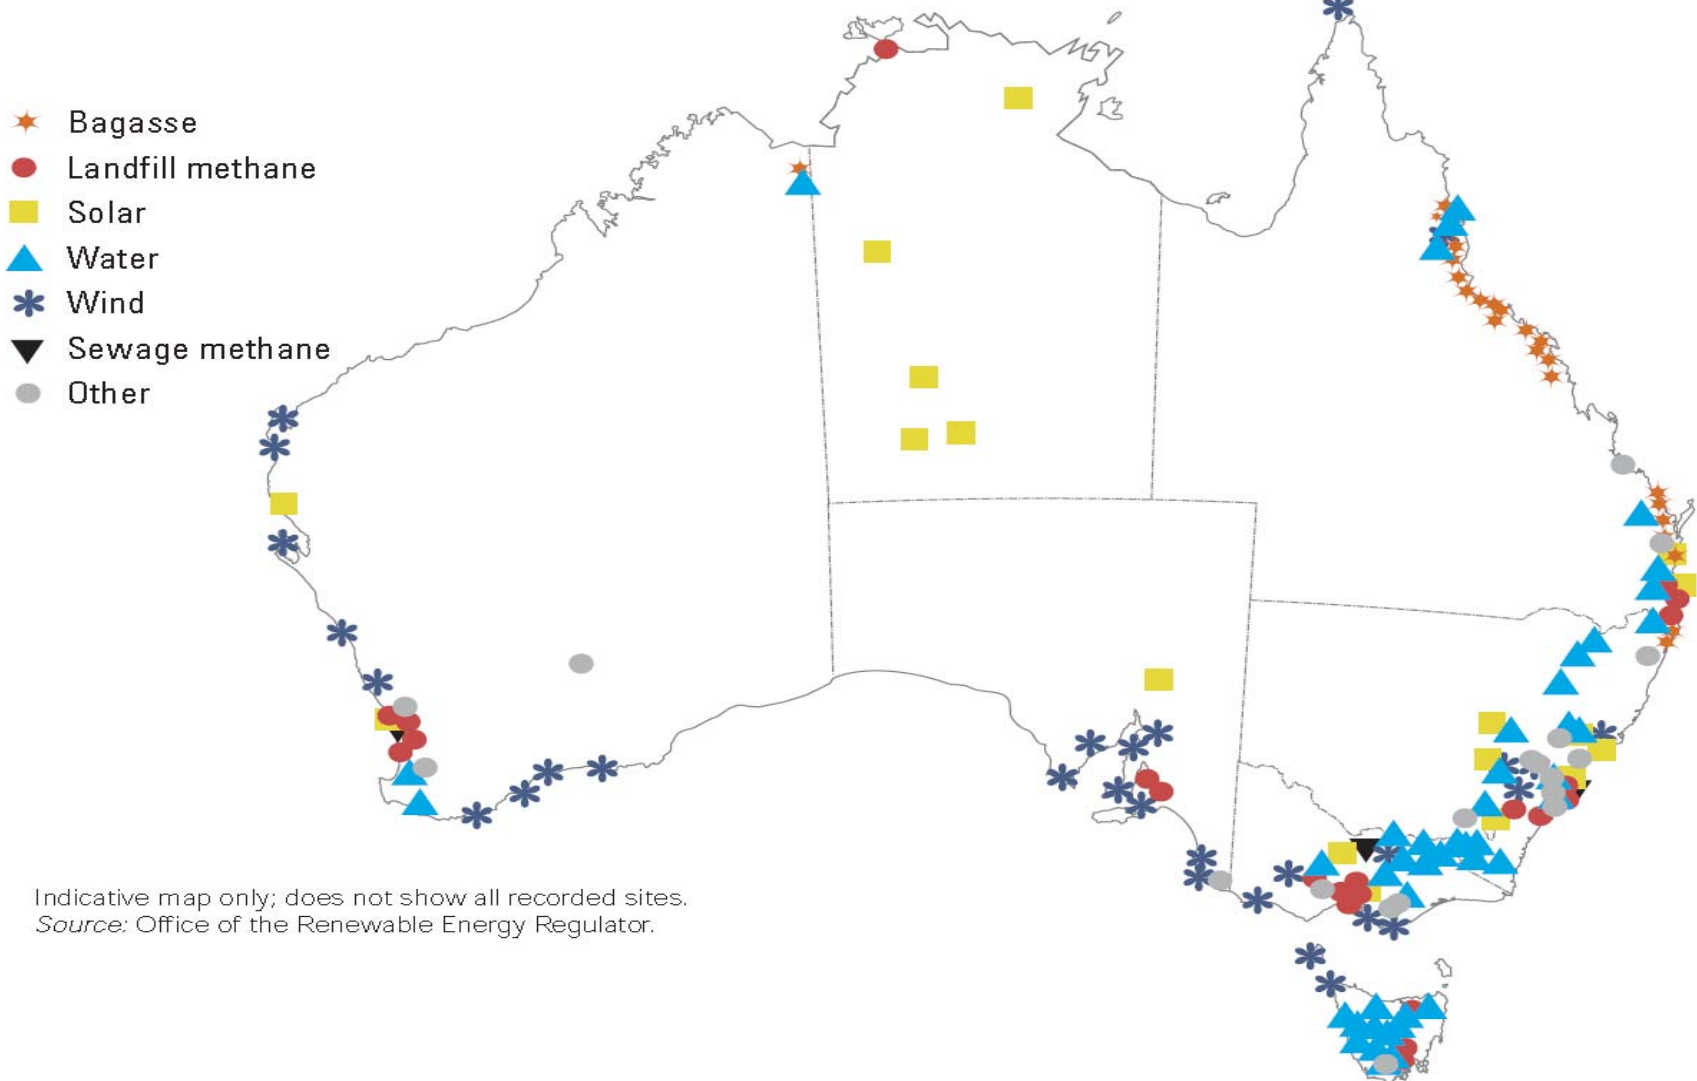 Bagasse
Landfill methane
Solar
Water
Wind
Sewage methane
Other
Indicative map only; does not show all recorded sites.
Source: Office of the Renewable Energy Regulator.